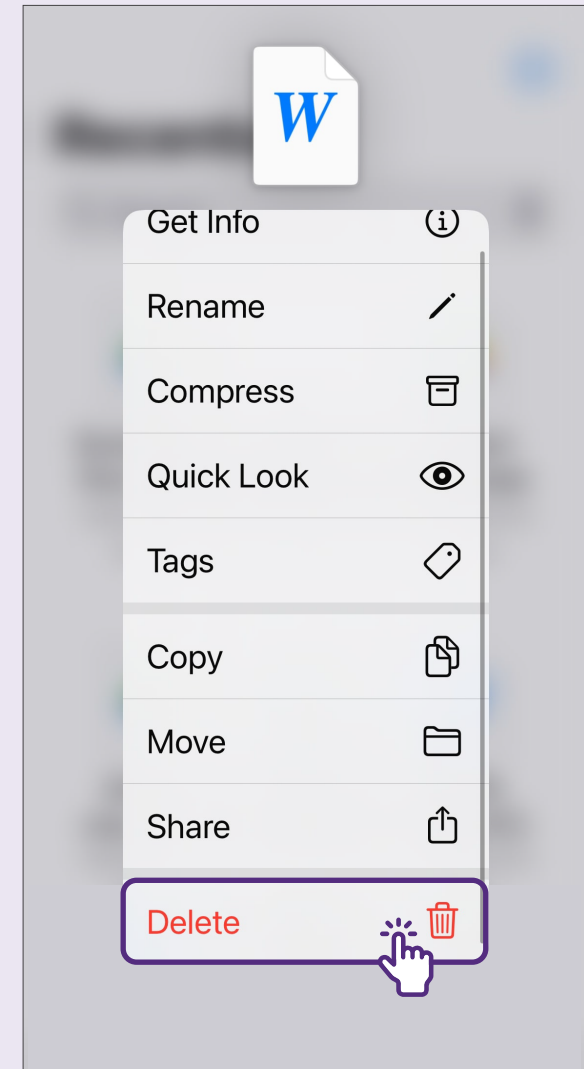 W
Get Info
Rename
Compress
Quick Look
Tags
Copy
Move
Share
Delete